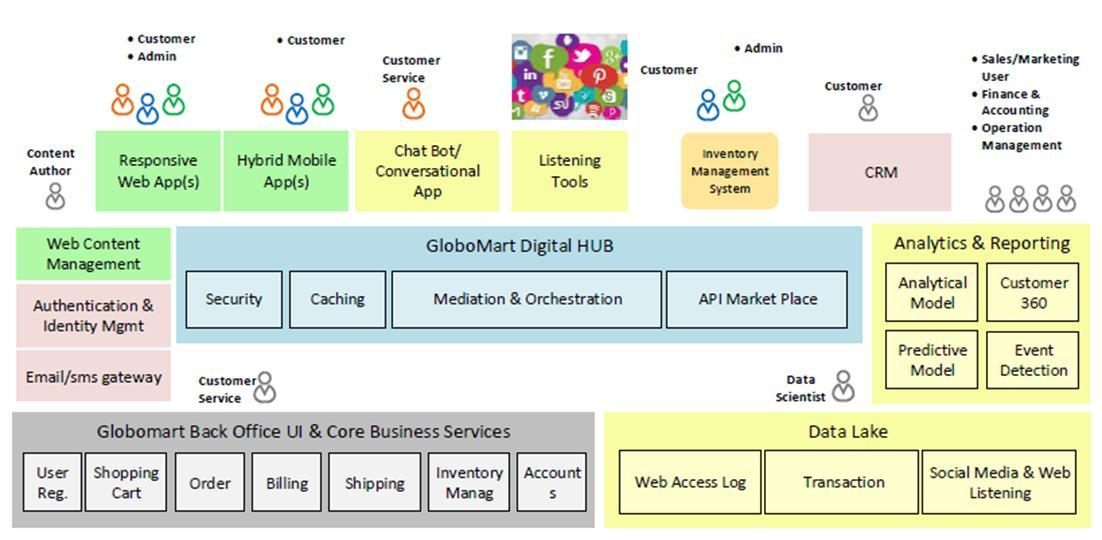 • Customer
• Admin
• Customer
Customer
Service
Customer
• Admin
Customer
• Sales/Marketing
User
• Finance &
Accounting
• Operation
Management
Content
Author
Responsive
Web App(s)
Hybrid Mobile
App(s)
Chat Bot/
Conversational
App
Listening
Tools
Inventory
Management
System
CRM
Web Content
Management
Authentication &
Identity Mgmt
Email/sms gateway
GloboMart Digital HUB
Security
Caching
Mediation & Orchestration
API Market Place
Analytics & Reporting
Analytical
Model
Customer
360
Predictive
Model
Event
Detection
Customer
Service
Data
Scientist
Globomart Back Office UI & Core Business Services
User
Reg.
Shopping
Cart
Order
Billing
Shipping
Inventory
Manag
Account
s
Data Lake
Web Access Log
Transaction
Social Media & Web
Listening